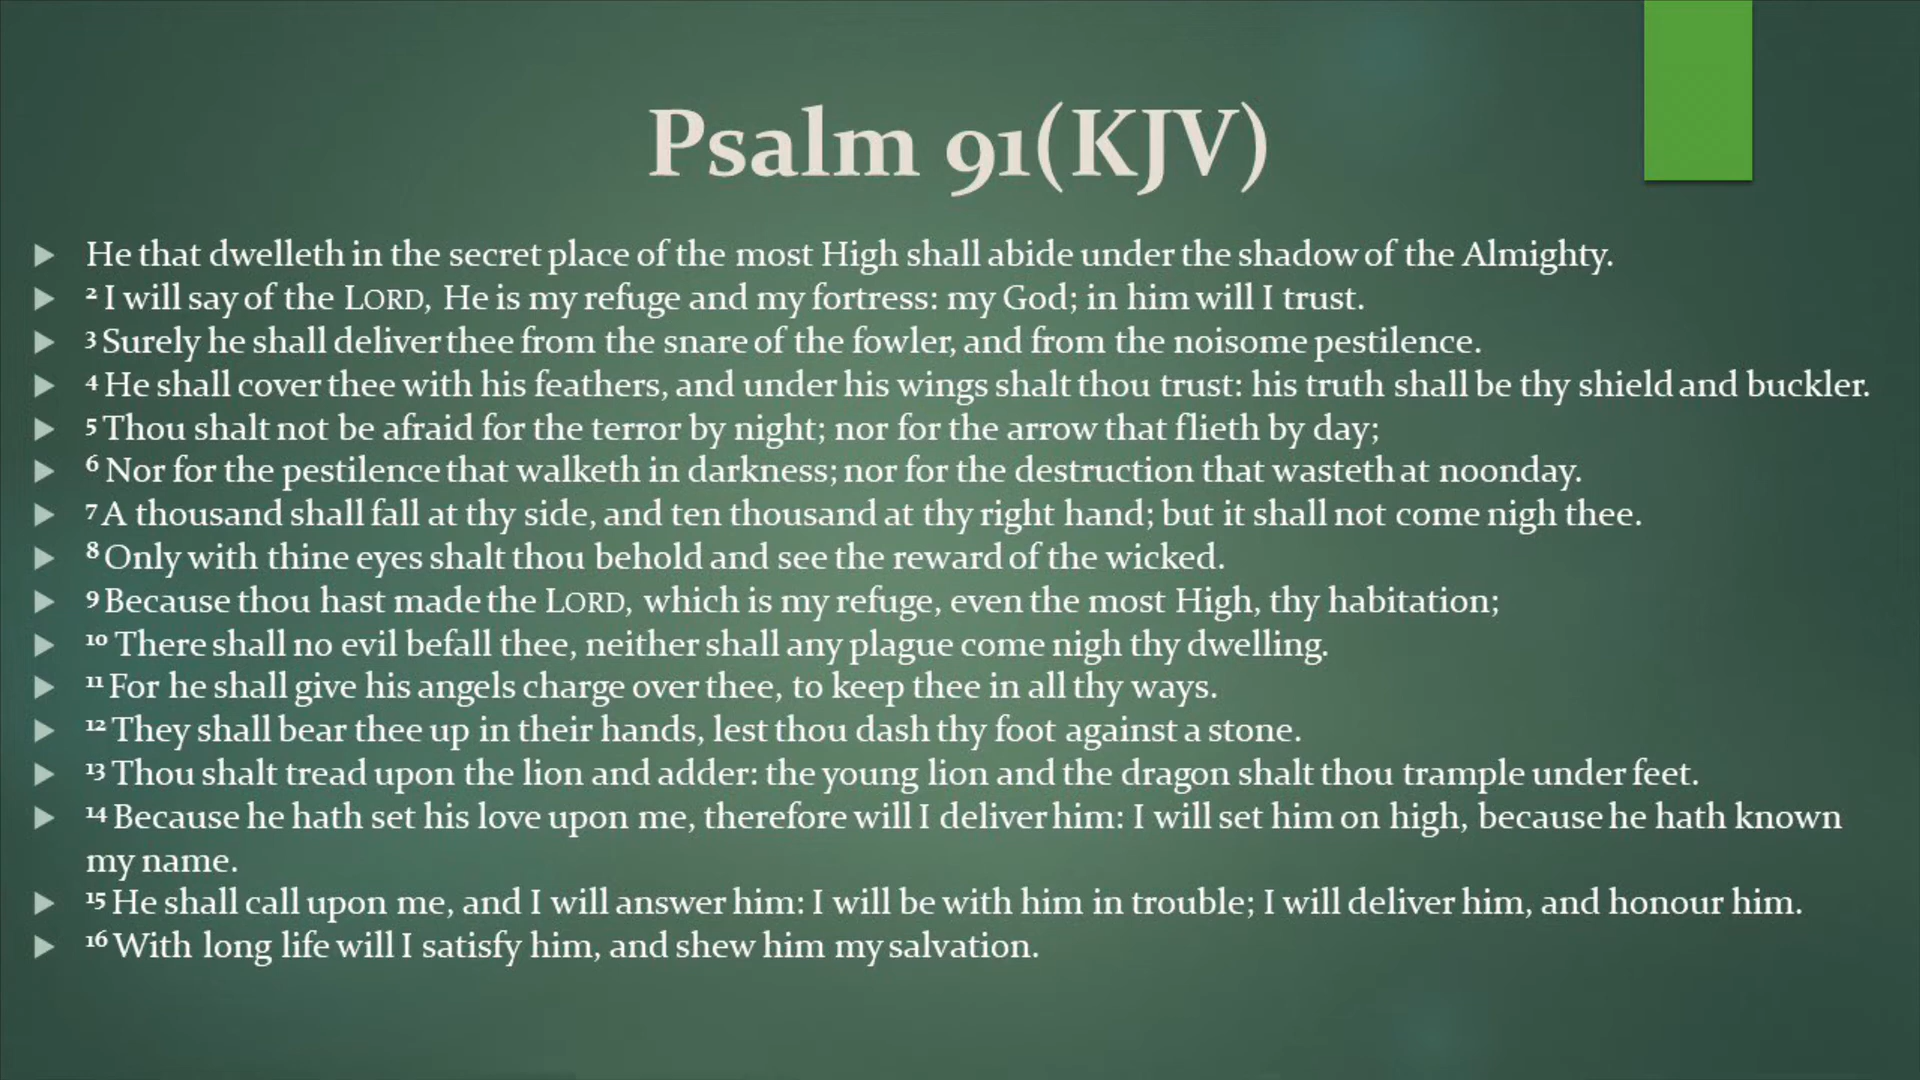 Psalm 91(KJV)
He that dwelleth in the secret place of the most High shall abide under the shadow of the Almighty.
2 I will say of the LORD, He is my refuge and my fortress: my God; in him will I trust.
3 Surely he shall deliver thee from the snare of the fowler, and from the noisome pestilence.
4 He shall cover thee with his feathers, and under his wings shalt thou trust: his truth shall be thy shield and buckler.
5 Thou shalt not be afraid for the terror by night; nor for the arrow that flieth by day;
6 Nor for the pestilence that walketh in darkness; nor for the destruction that wasteth at noonday.
7 A thousand shall fall at thy side, and ten thousand at thy right hand; but it shall not come nigh thee.
8 Only with thine eyes shalt thou behold and see the reward of the wicked.
9 Because thou hast made the LORD, which is my refuge, even the most High, thy habitation;
10 There shall no evil befall thee, neither shall any plague come nigh thy dwelling.
11 For he shall give his angels charge over thee, to keep thee in all thy ways.
12 They shall bear thee up in their hands, lest thou dash thy foot against a stone.
13 Thou shalt tread upon the lion and adder: the young lion and the dragon shalt thou trample under feet.
14 Because he hath set his love upon me, therefore will I deliver him: I will set him on high, because he hath known
my name.
15 He shall call upon me, and I will answer him: I will be with him in trouble; I will deliver him, and honour him.
16 With long life will I satisfy him, and shew him my salvation.